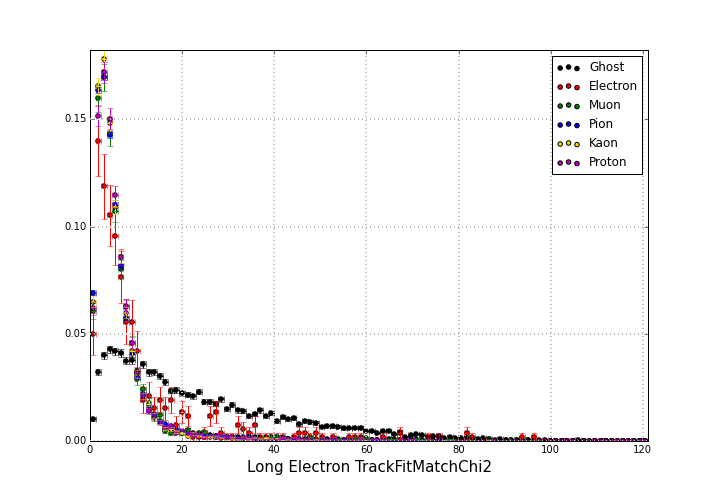 Ghost
Electron
Muon
Pion
Kaon
Proton
0.15
0.10
0.05
0.00
0 20 40 60 80 100 120
Long Electron TrackFitMatchChi2